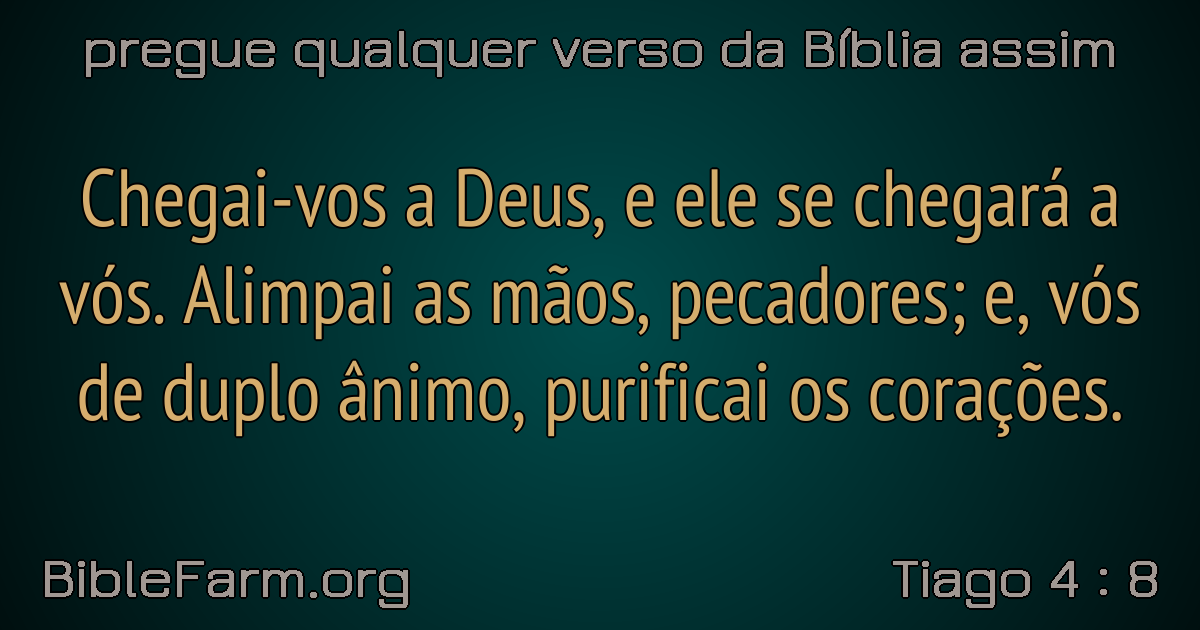 pregue qualquer verso da Bíblia assim
Chegai-vos a Deus, e ele se chegará a
vós. Alimpai as mãos, pecadores; e, vós
de duplo ânimo, purificai os corações.
BibleFarm.org
Tiago 4 : 8